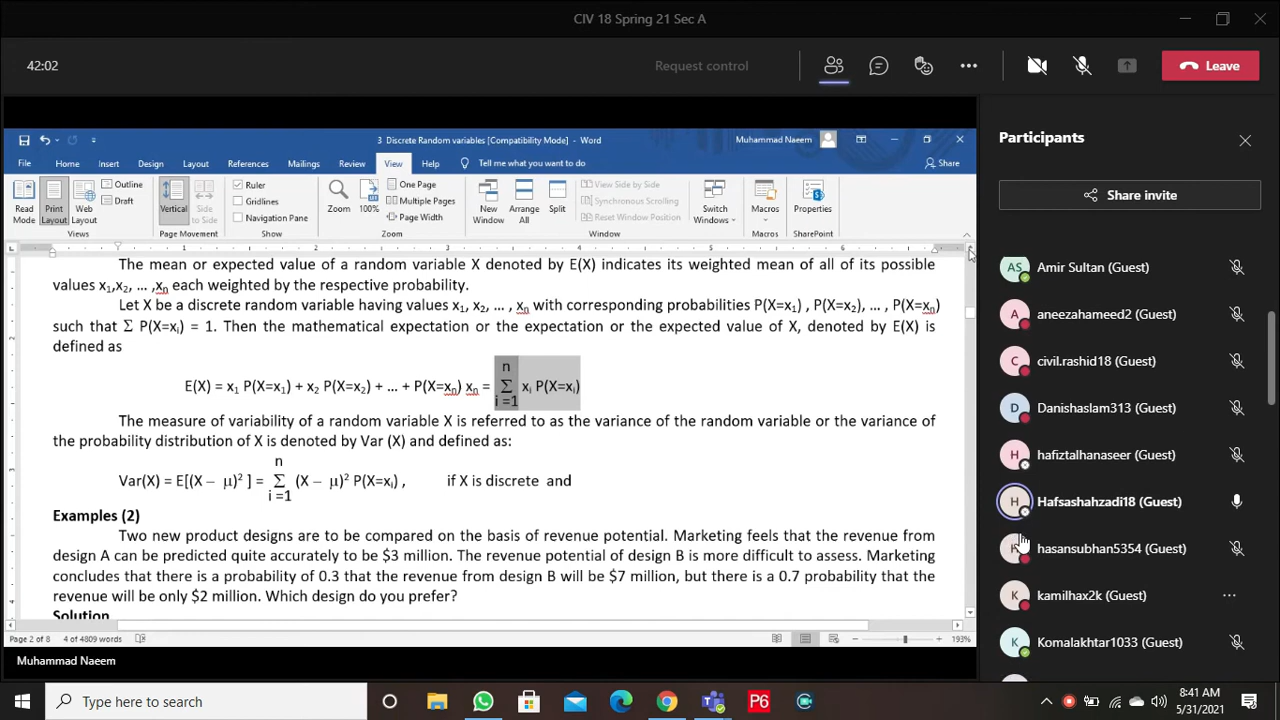 CIV 18 Spring 21 Sec A
42:02
Request control
Leave
3 Discrete Random variables [Compatibility Mode] - Word
Muhammad Naeem
File Home Insert Design Layout References Mailings Review View Help Tell me what you want to do Share
Read Mode
Print Layout
Web Layout
Outline
Draft
Views
Vertical
Side to Side
Page Movement
Ruler
Gridlines
Navigation Pane
Show
Zoom
100%
One Page
Multiple Pages
Page Width
Zoom
New Window
Arrange All
Split
View Side by Side
Synchronous Scrolling
Reset Window Position
Window
Switch Windows
Macros
Macros
Properties
SharePoint
The mean or expected value of a random variable X denoted by E(X) indicates its weighted mean of all of its possible
values x₁,x₂, ... ,xₙ each weighted by the respective probability.
Let X be a discrete random variable having values x₁, x₂, ... , xₙ with corresponding probabilities P(X=x₁) , P(X=x₂), ... , P(X=xₙ)
such that Σ P(X=xᵢ) = 1. Then the mathematical expectation or the expectation or the expected value of X, denoted by E(X) is
defined as
n
E(X) = x₁ P(X=x₁) + x₂ P(X=x₂) + ... + P(X=xₙ) xₙ = Σ xᵢ P(X=xᵢ)
i =1
The measure of variability of a random variable X is referred to as the variance of the random variable or the variance of
the probability distribution of X is denoted by Var (X) and defined as:
n
Var(X) = E[(X − μ)² ] = Σ (X − μ)² P(X=xᵢ) , if X is discrete and
i =1
Examples (2)
Two new product designs are to be compared on the basis of revenue potential. Marketing feels that the revenue from
design A can be predicted quite accurately to be $3 million. The revenue potential of design B is more difficult to assess. Marketing
concludes that there is a probability of 0.3 that the revenue from design B will be $7 million, but there is a 0.7 probability that the
revenue will be only $2 million. Which design do you prefer?
Solution
Page 2 of 8 4 of 4809 words
193%
Muhammad Naeem
Participants
Share invite
AS Amir Sultan (Guest)
A aneezahameed2 (Guest)
C civil.rashid18 (Guest)
D Danishaslam313 (Guest)
H hafiztalhanaseer (Guest)
H Hafsashahzadi18 (Guest)
H hasansubhan5354 (Guest)
K kamilhax2k (Guest)
K Komalakhtar1033 (Guest)
Type here to search
P6
8:41 AM
5/31/2021